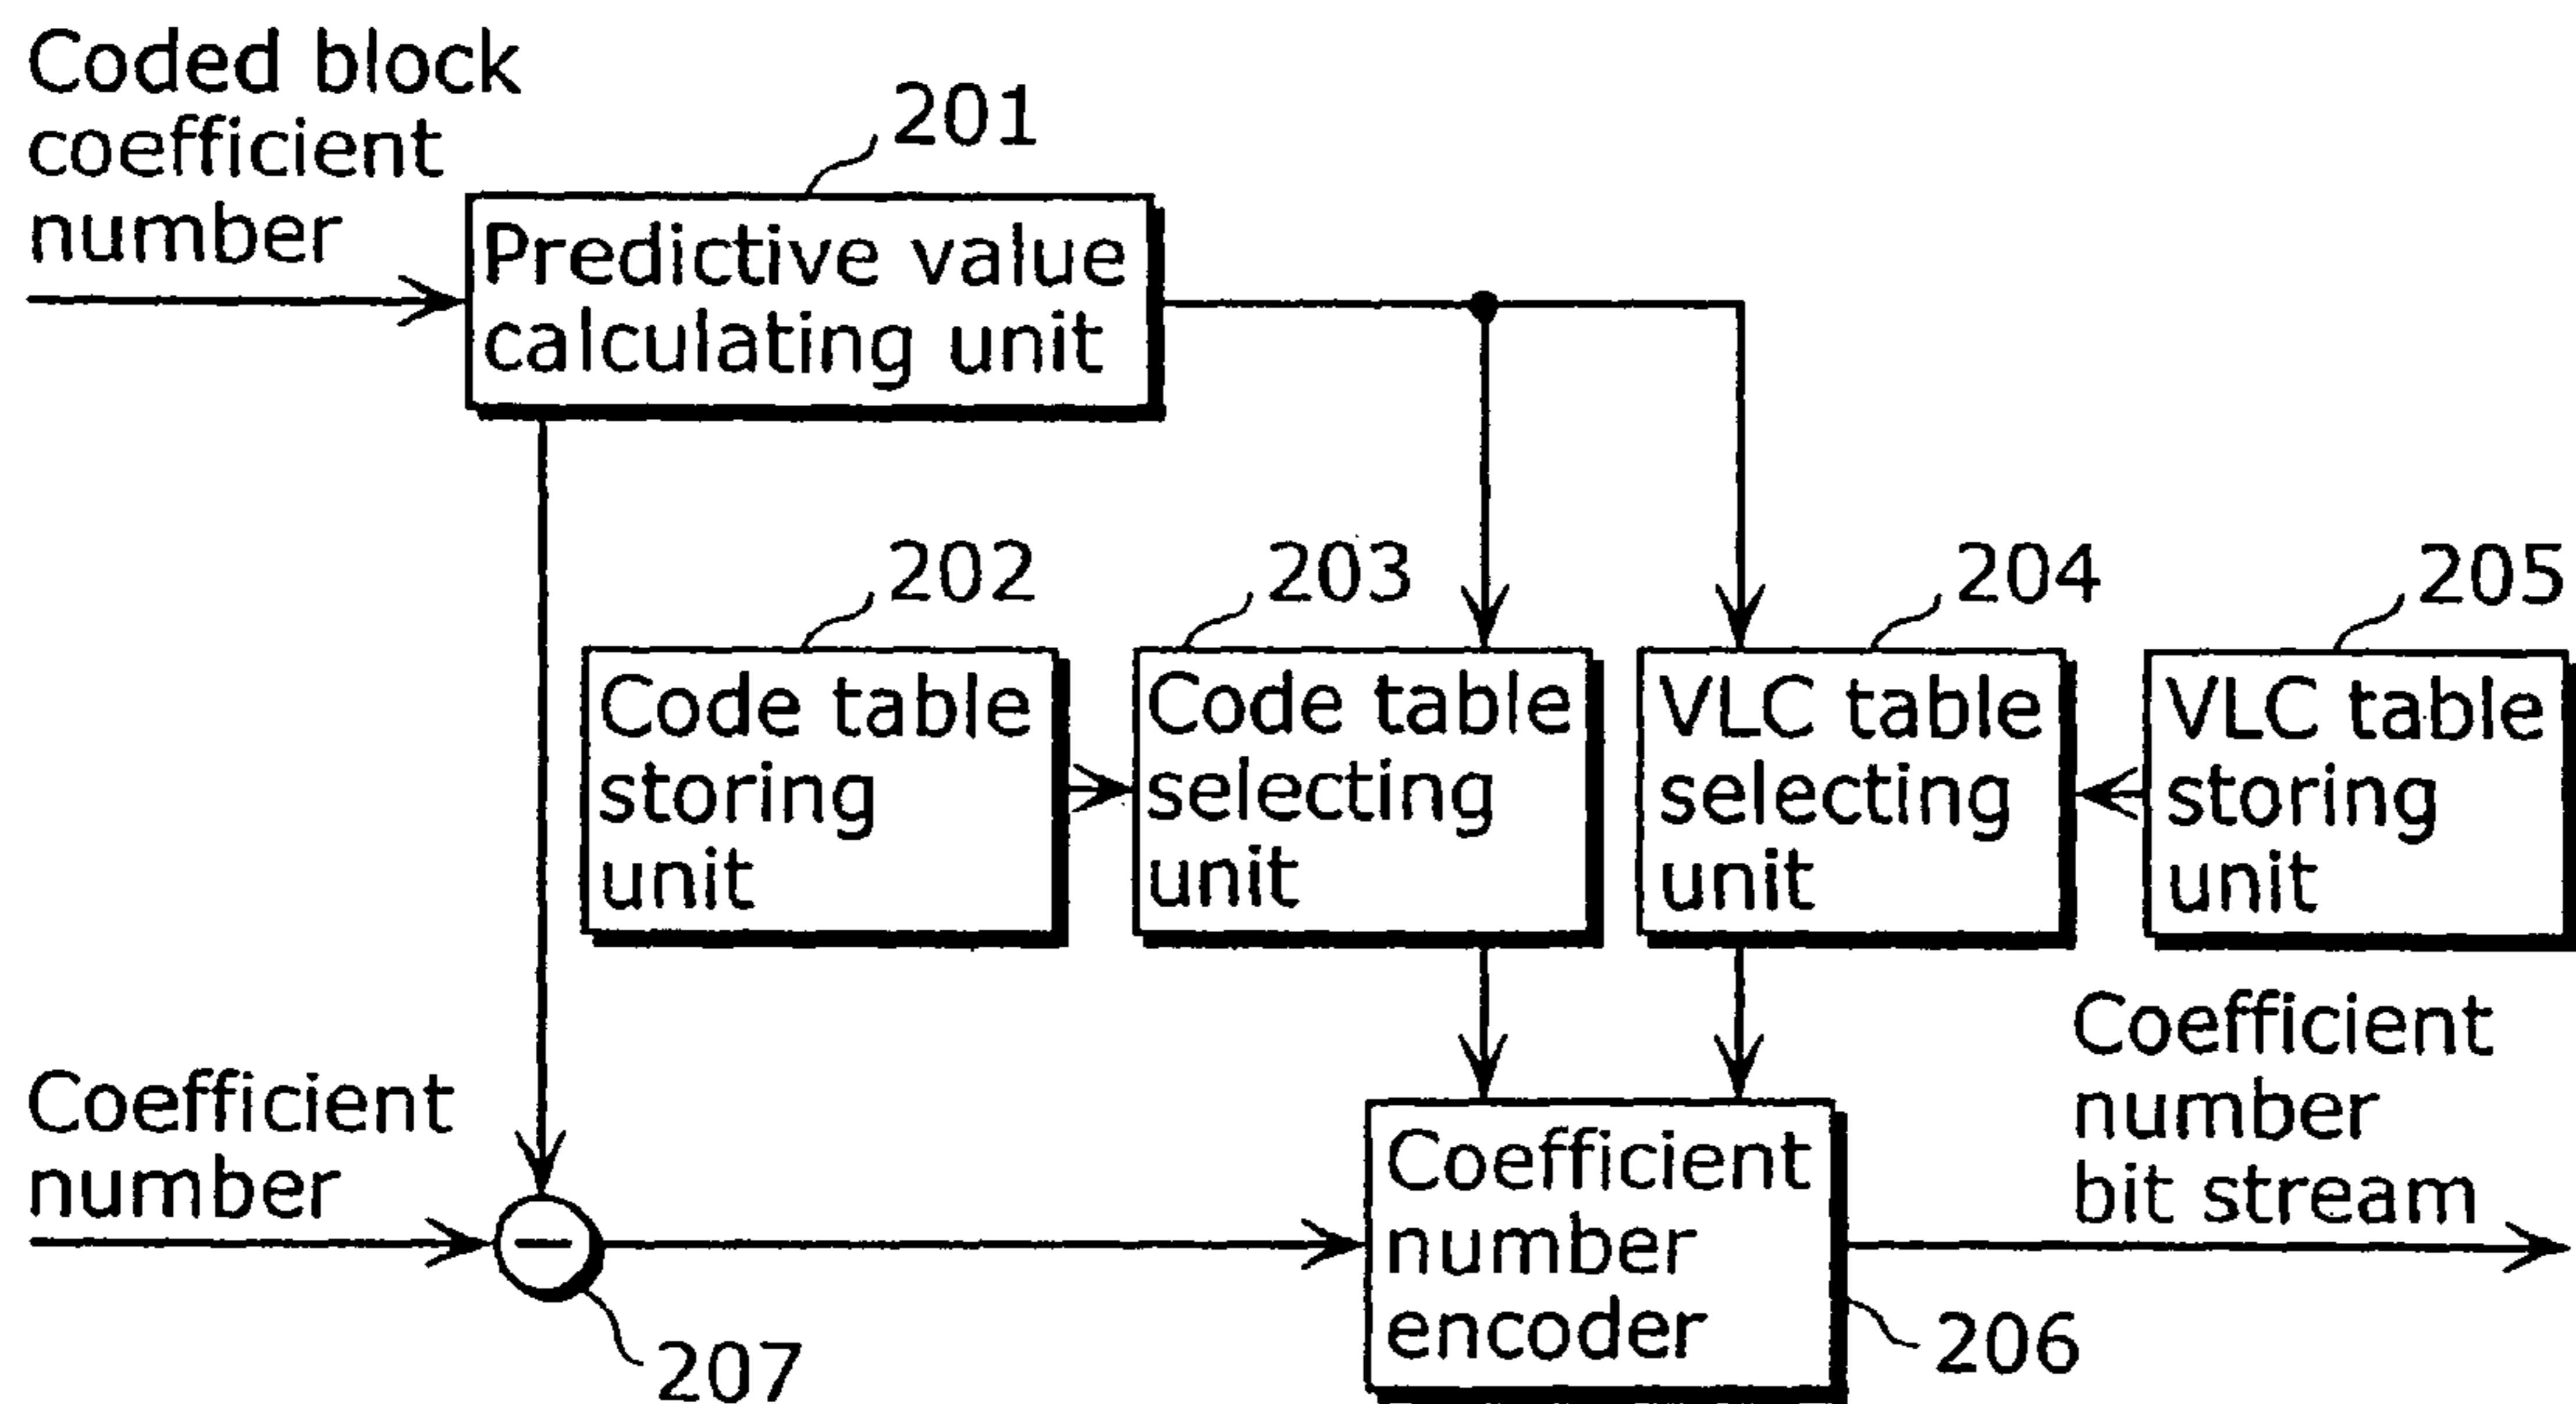 Coded block
coefficient
number
201
Predictive value
calculating unit
202
203
204
205
Code table
storing
unit
Code table
selecting
unit
VLC table
selecting
unit
VLC table
storing
unit
Coefficient
number
207
Coefficient
number
encoder
206
Coefficient
number
bit stream